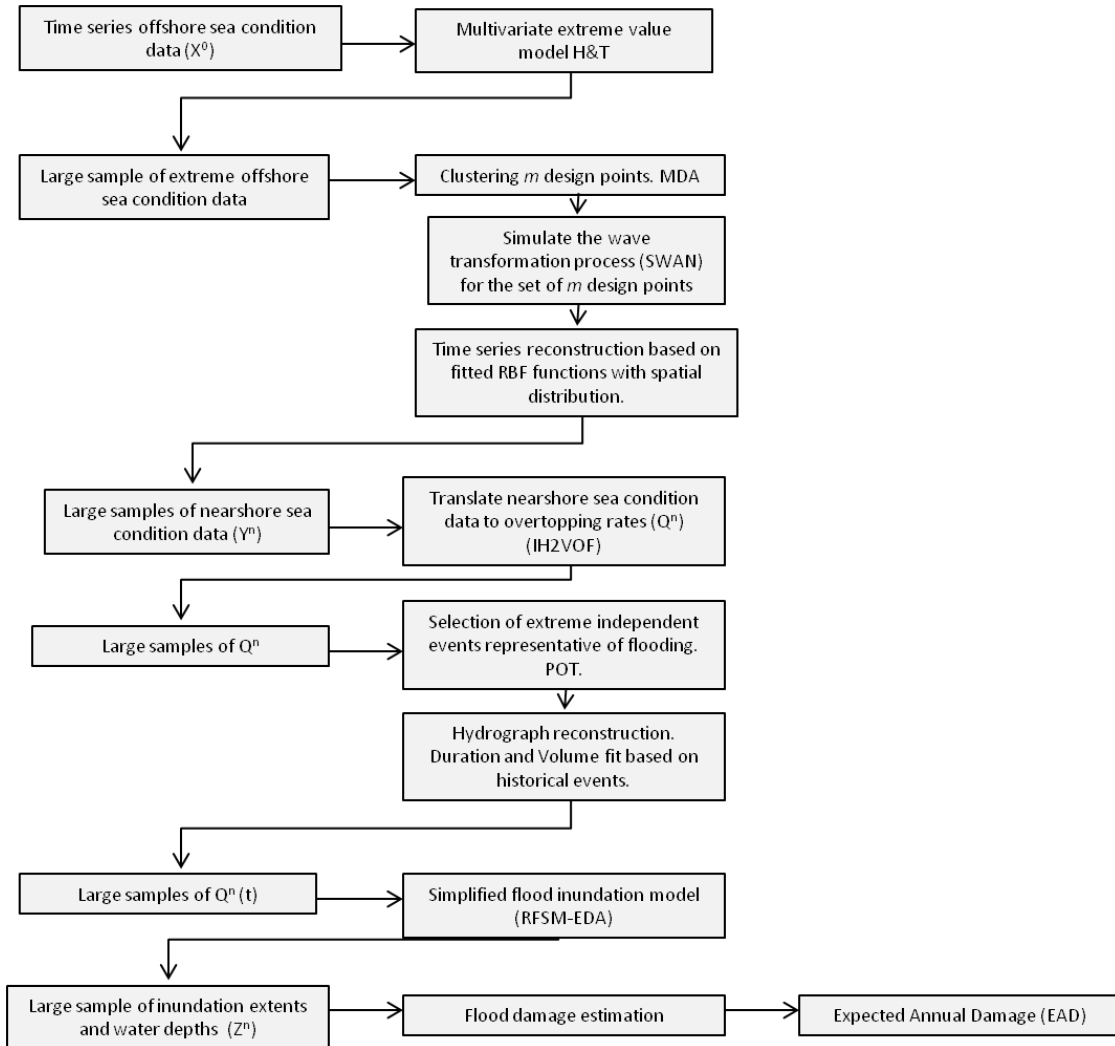 Time series offshore sea condition
data (X⁰)
Multivariate extreme value
model H&T
Large sample of extreme offshore
sea condition data
Clustering m design points. MDA
Simulate the wave
transformation process (SWAN)
for the set of m design points
Time series reconstruction based on
fitted RBF functions with spatial
distribution.
Large samples of nearshore sea
condition data (Yⁿ)
Translate nearshore sea condition
data to overtopping rates (Qⁿ)
(IH2VOF)
Large samples of Qⁿ
Selection of extreme independent
events representative of flooding.
POT.
Hydrograph reconstruction.
Duration and Volume fit based on
historical events.
Large samples of Qⁿ (t)
Simplified flood inundation model
(RFSM-EDA)
Large sample of inundation extents
and water depths (Zⁿ)
Flood damage estimation
Expected Annual Damage (EAD)